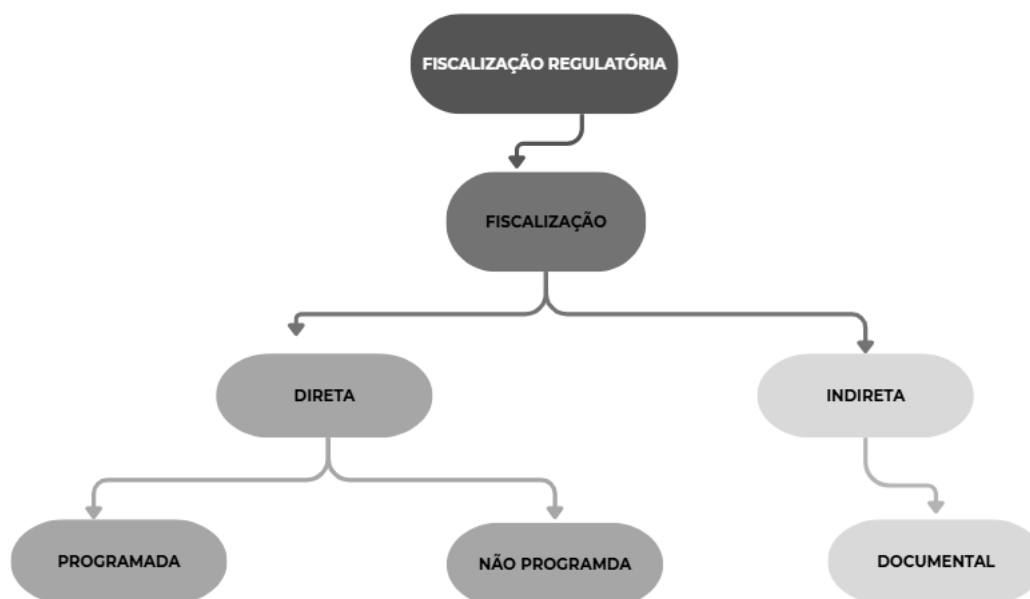 FISCALIZAÇÃO REGULATÓRIA
FISCALIZAÇÃO
DIRETA
INDIRETA
PROGRAMADA
NÃO PROGRAMDA
DOCUMENTAL